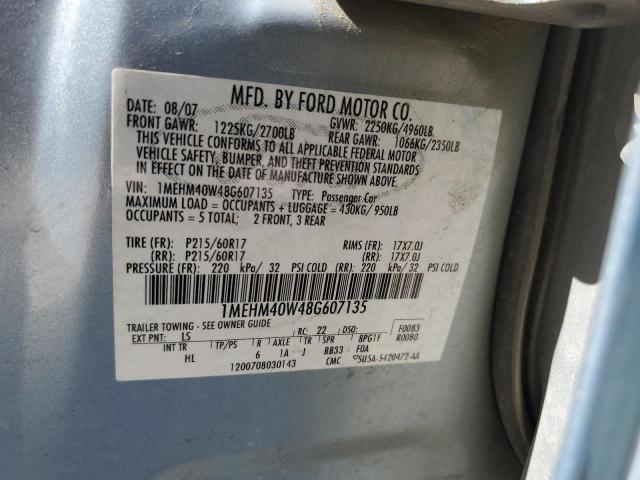 MFD. BY FORD MOTOR CO.
DATE: 08/07 GVWR: 2250KG/4960LB
FRONT GAWR: 1225KG/2700LB REAR GAWR: 1066KG/2350LB
THIS VEHICLE CONFORMS TO ALL APPLICABLE FEDERAL MOTOR
VEHICLE SAFETY, BUMPER, AND THEFT PREVENTION STANDARDS
IN EFFECT ON THE DATE OF MANUFACTURE SHOWN ABOVE.
VIN: 1MEHM40W48G607135 TYPE: Passenger Car
MAXIMUM LOAD = OCCUPANTS + LUGGAGE = 430KG/950LB
OCCUPANTS = 5 TOTAL; 2 FRONT, 3 REAR
TIRE (FR): P215/60R17 RIMS (FR): 17X7.0J
(RR): P215/60R17 (RR): 17X7.0J
PRESSURE (FR): 220 kPa/ 32 PSI COLD (RR): 220 kPa/ 32 PSI COLD
1MEHM40W48G607135
TRAILER TOWING - SEE OWNER GUIDE RC: 22 DSO: F0083
EXT PNT: LS R0080
INT TR TP/PS R AXLE TR SPR BPG1F
HL 6 1A J BB33 F0A
1200708030143 CMC 5U5A-5420472-AA